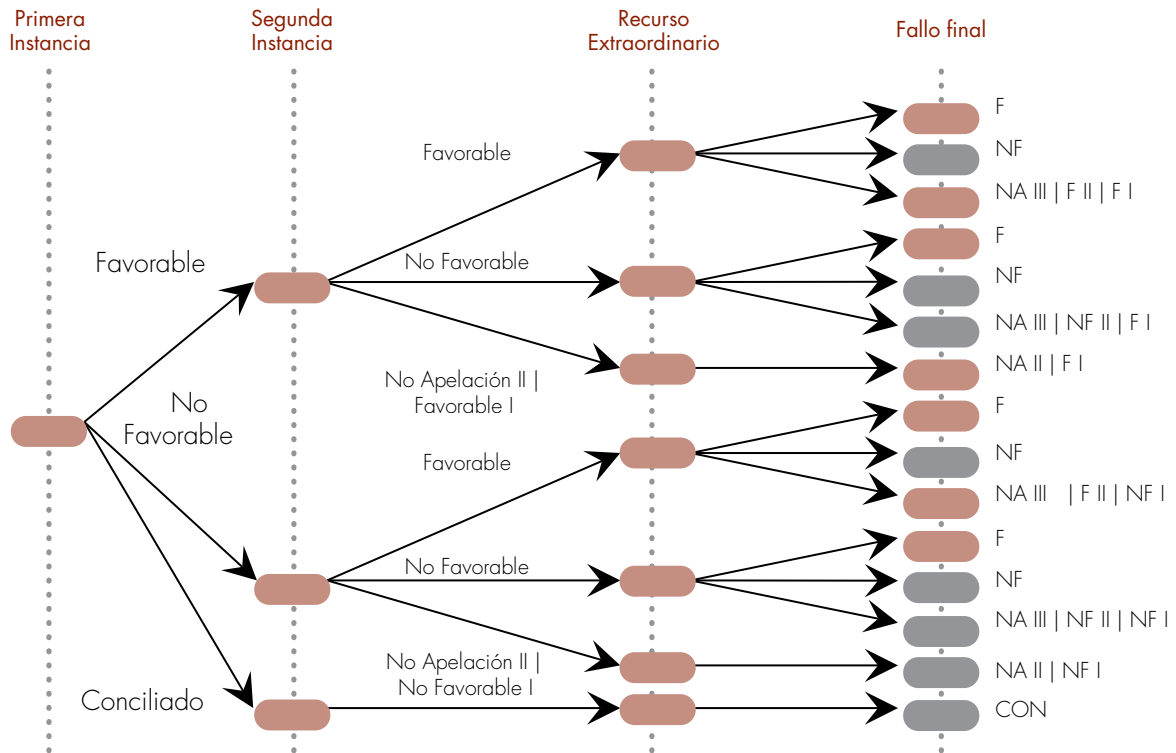 Primera
Instancia
Segunda
Instancia
Recurso
Extraordinario
Fallo final
F
Favorable
NF
NA III | F II | F I
F
Favorable
No Favorable
NF
NA III | NF II | F I
NA II | F I
No Apelación II |
Favorable I
No
Favorable
F
Favorable
NF
NA III | F II | NF I
F
No Favorable
NF
NA III | NF II | NF I
No Apelación II |
No Favorable I
NA II | NF I
Conciliado
CON